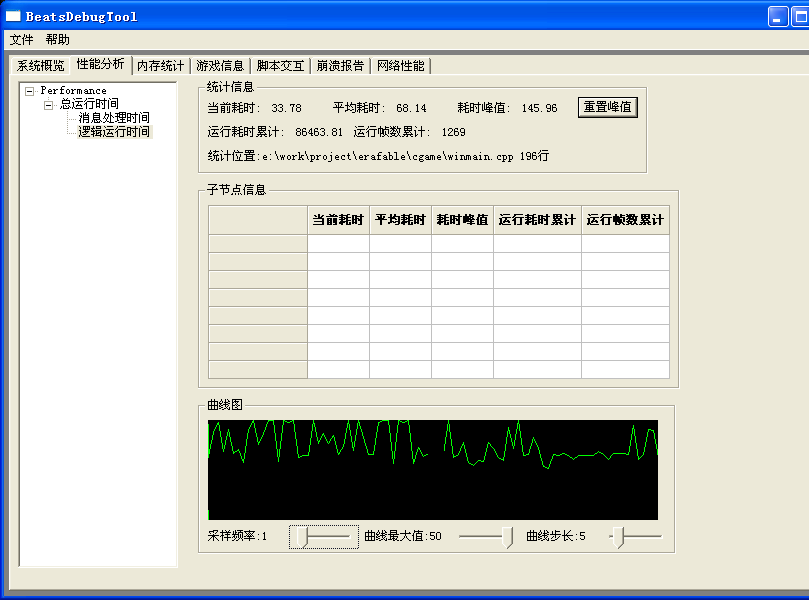 BeatsDebugTool
文件 帮助
系统概览 性能分析 内存统计 游戏信息 脚本交互 崩溃报告 网络性能
Performance
总运行时间
消息处理时间
逻辑运行时间
统计信息
当前耗时: 33.78 平均耗时: 68.14 耗时峰值: 145.96 重置峰值
运行耗时累计: 86463.81 运行帧数累计: 1269
统计位置:e:\work\project\erafable\cgame\winmain.cpp 196行
子节点信息
当前耗时 平均耗时 耗时峰值 运行耗时累计 运行帧数累计
曲线图
采样频率:1 曲线最大值:50 曲线步长:5